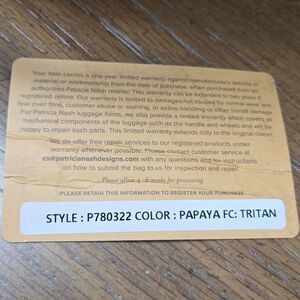 Your item carries a one-year limited warranty against manufacturer's defects in
material or workmanship from the date of purchase, when purchased from an
authorized Patricia Nash retailer. This warranty can be extended to two years if
registered online. Our warranty is limited to damages not caused by normal wear and
tear over time, customer abuse or staining, or airline handling or other transit damage.
For Patricia Nash luggage items, we also provide a limited warranty which covers all
mechanical components of the luggage such as the handle and wheels and will be
happy to repair such parts. This limited warranty extends only to the original owner.
We do offer free repair services to our registered products under
warranty whenever possible. Please contact customer service at
cs@patricianashdesigns.com with any questions and for instructions
on how to submit the bag to us for inspection and repair.
Please allow 4 - 6 weeks for processing.
PLEASE RETAIN THIS INFORMATION TO REGISTER YOUR PURCHASE
STYLE : P780322 COLOR : PAPAYA FC: TRITAN